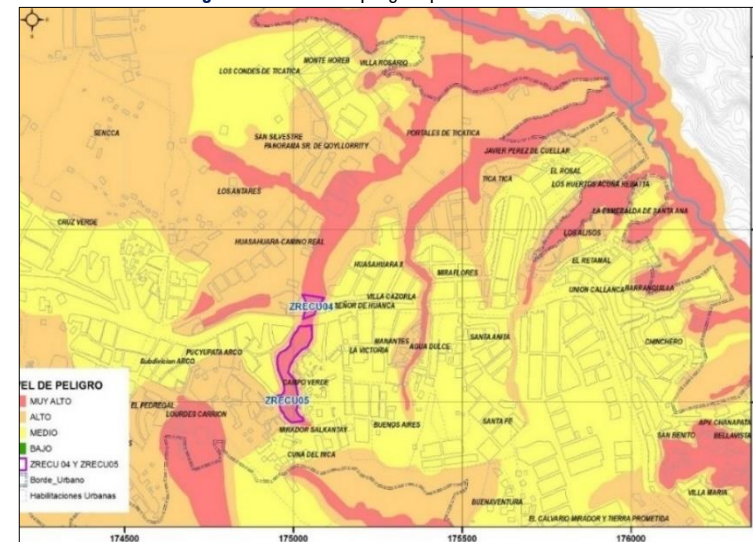 MONTE HOREB
VILLA ROSARIO
LOS CONDES DE TICATICA
SENCCA
SAN SILVESTRE
PORTALES DE TICATICA
PANORAMA SR. DE QOYLLORRITY
JAVIER PEREZ DE CUELLAR
EL ROSAL
TICA TICA
LOS HUERTOS ACUÑA
LOS ANTARES
LA ESMERALDA DE SANTA ANA
CRUZ VERDE
LOS ALISOS
HUASAHUARA CAMINO REAL
EL RETAMAL
HUASAHUARA II
MIRAFLORES
UNION CALLANCA
BARRANQUILLA
VILLA CAZORLA
ZRECU04
SEÑOR DE HUANCA
SANTA ANITA
MANANTES
AGUA DULCE
CHINCHERO
LA VICTORIA
PUCYUPATA ARCO
Subdivision ARCO
VEL DE PELIGRO
MUY ALTO
ALTO
MEDIO
BAJO
ZRECU 04 Y ZRECU05
Borde_Urbano
Habilitaciones Urbanas
CAMPO VERDE
EL PEDREGAL
ZRECU05
LOURDES CARRION
MIRADOR SALKANTAY
BUENOS AIRES
SANTA FE
APV. CHANAPATA
SAN BENITO
BELLAVISTA
CUNA DEL INCA
VILLA MARIA
BUENAVENTURA
EL CALVARIO MIRADOR Y TIERRA PROMETIDA
174500
175000
175500
176000